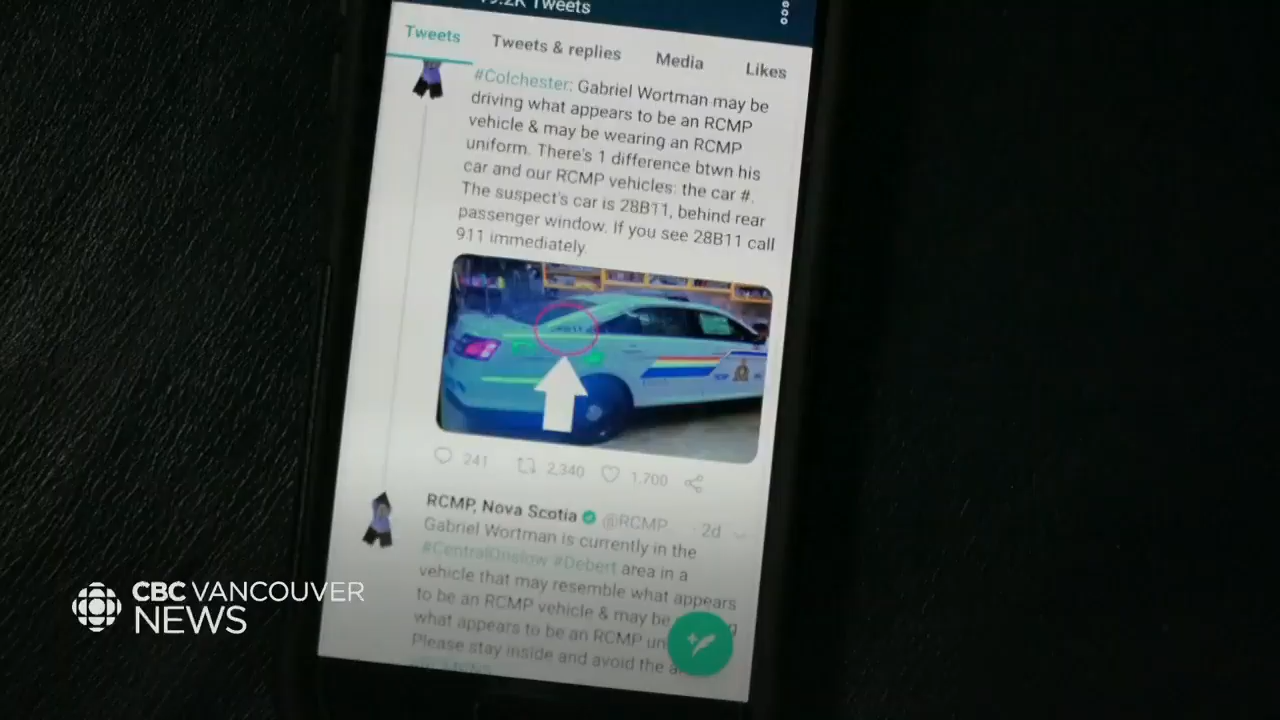 Tweets
Tweets
Tweets & replies
Media
Likes
#Colchester: Gabriel Wortman may be
driving what appears to be an RCMP
vehicle & may be wearing an RCMP
uniform. There's 1 difference btwn his
car and our RCMP vehicles: the car #.
The suspect's car is 28B11, behind rear
passenger window. If you see 28B11 call
911 immediately.
241
2,340
1,700
RCMP, Nova Scotia @RCMP · 2d
Gabriel Wortman is currently in the
#CentralOnslow #Debert area in a
vehicle that may resemble what appears
to be an RCMP vehicle & may be
what appears to be an RCMP
Please stay inside and avoid the
CBC VANCOUVER
NEWS